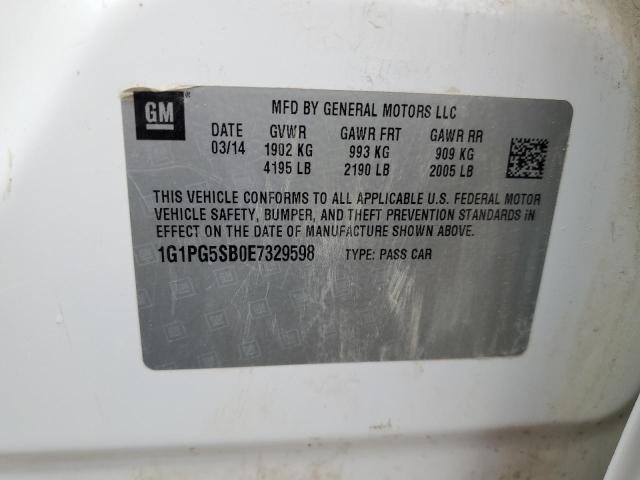 GM
MFD BY GENERAL MOTORS LLC
DATE GVWR GAWR FRT GAWR RR
03/14 1902 KG 993 KG 909 KG
4195 LB 2190 LB 2005 LB
THIS VEHICLE CONFORMS TO ALL APPLICABLE U.S. FEDERAL MOTOR
VEHICLE SAFETY, BUMPER, AND THEFT PREVENTION STANDARDS iN
EFFECT ON THE DATE OF MANUFACTURE SHOWN ABOVE.
1G1PG5SB0E7329598 TYPE: PASS CAR